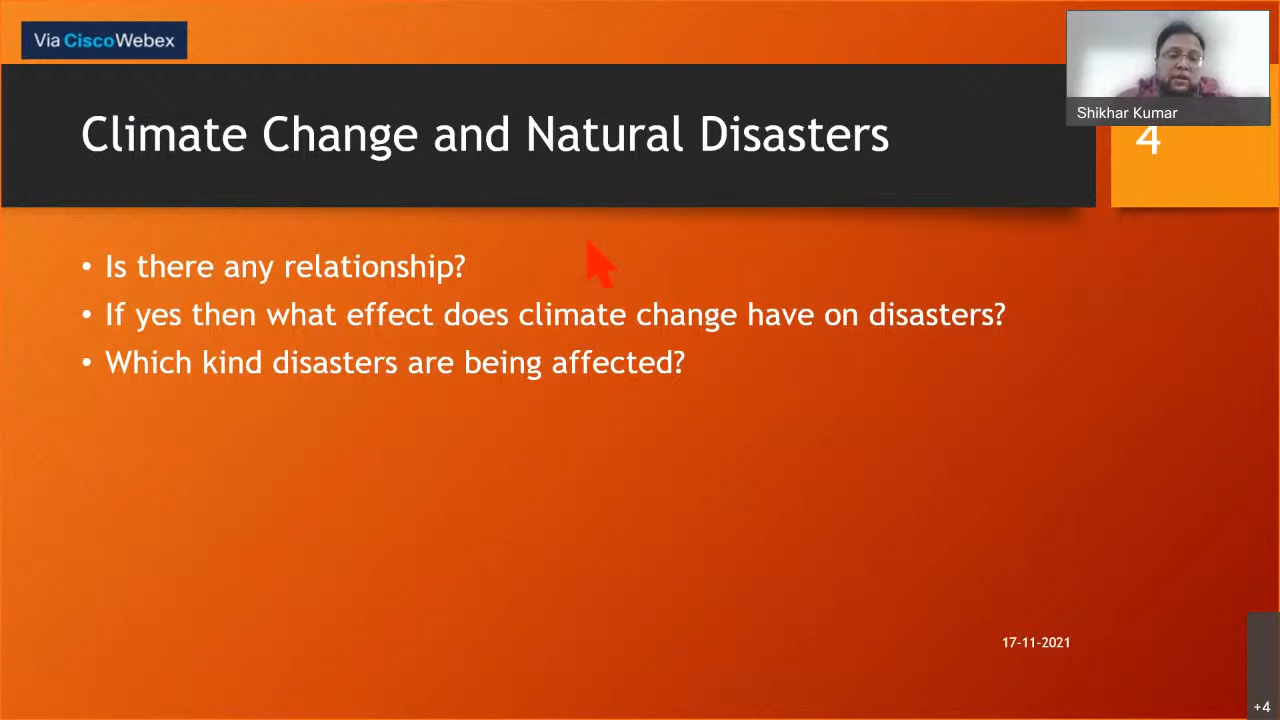 Via CiscoWebex
Shikhar Kumar
Climate Change and Natural Disasters
4
• Is there any relationship?
• If yes then what effect does climate change have on disasters?
• Which kind disasters are being affected?
17-11-2021
+4